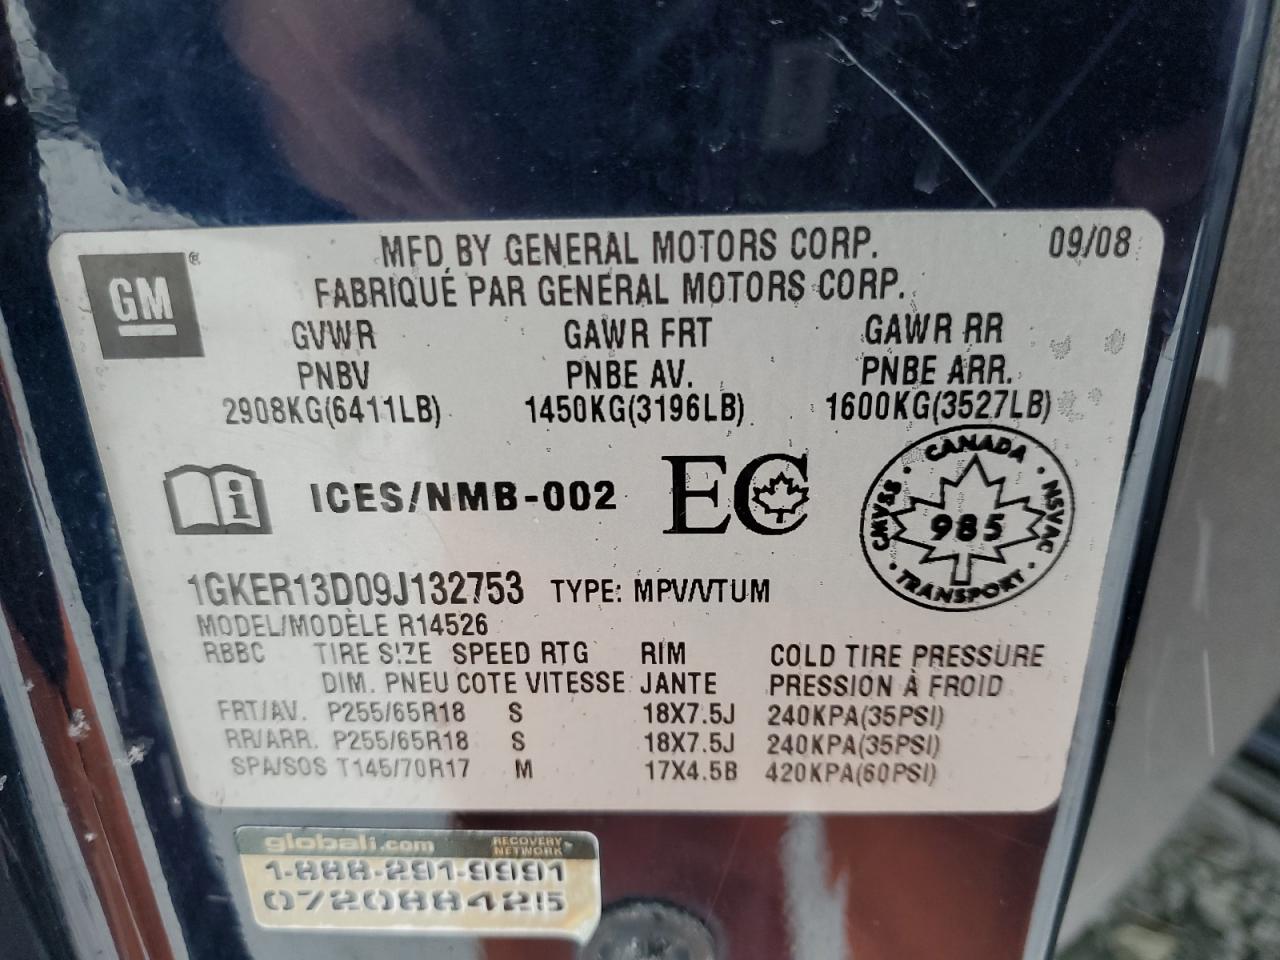 GM ®
MFD BY GENERAL MOTORS CORP. 09/08
FABRIQUÉ PAR GENERAL MOTORS CORP.
GVWR GAWR FRT GAWR RR
PNBV PNBE AV. PNBE ARR.
2908KG(6411LB) 1450KG(3196LB) 1600KG(3527LB)
i ICES/NMB-002 EC
CANADA
CMVSS 985 NSVAC
TRANSPORT
1GKER13D09J132753 TYPE: MPV/VTUM
MODEL/MODÈLE R14526
RBBC TIRE SIZE SPEED RTG RIM COLD TIRE PRESSURE
DIM. PNEU COTE VITESSE JANTE PRESSION À FROID
FRT/AV. P255/65R18 S 18X7.5J 240KPA(35PSI)
RR/ARR. P255/65R18 S 18X7.5J 240KPA(35PSI)
SPA/SOS T145/70R17 M 17X4.5B 420KPA(60PSI)
globali.com RECOVERY NETWORK
1-888-291-9991
0720884215